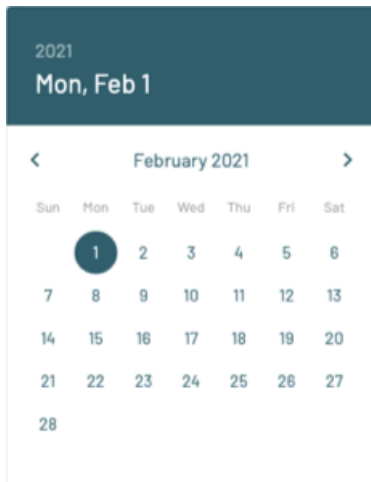 2021
Mon, Feb 1
February 2021
Sun Mon Tue Wed Thu Fri Sat
1 2 3 4 5 6
7 8 9 10 11 12 13
14 15 16 17 18 19 20
21 22 23 24 25 26 27
28